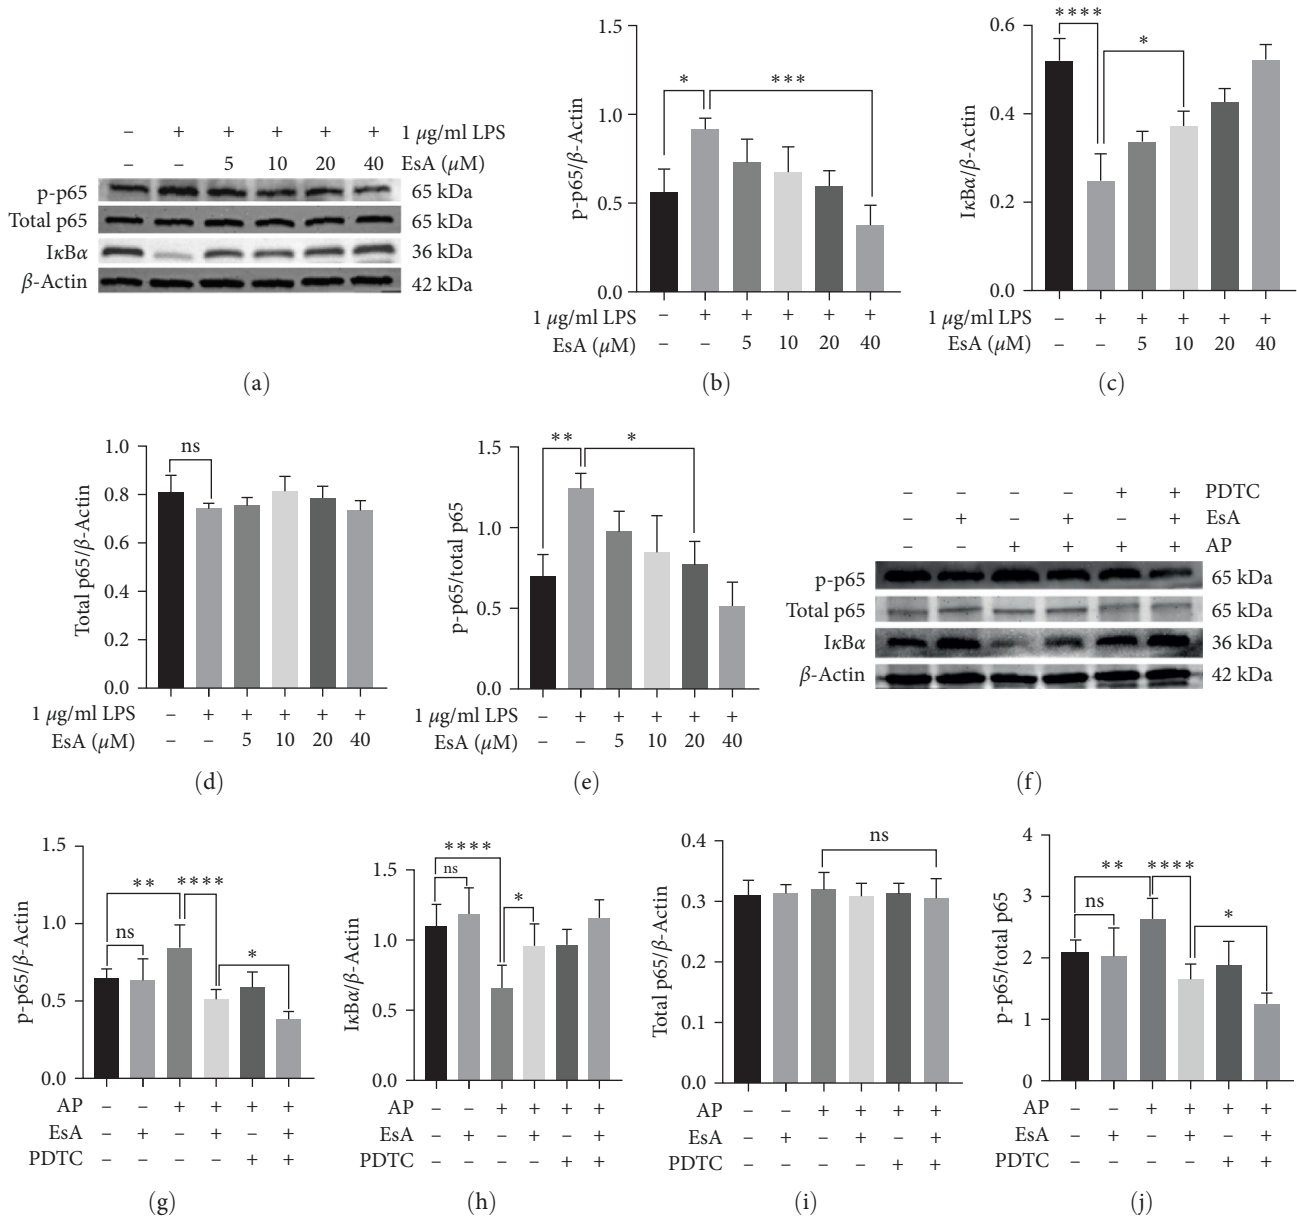 – + + + + + 1 μg/ml LPS
– – 5 10 20 40 EsA (μM)
p-p65 65 kDa
Total p65 65 kDa
IκBα 36 kDa
β-Actin 42 kDa
(a)
p-p65/β-Actin
1.5
1.0
0.5
0.0
* ***
1 μg/ml LPS – + + + + +
EsA (μM) – – 5 10 20 40
(b)
IκBα/β-Actin
0.6
0.4
0.2
0.0
**** *
1 μg/ml LPS – + + + + +
EsA (μM) – – 5 10 20 40
(c)
Total p65/β-Actin
1.0
0.8
0.6
0.4
0.2
0.0
ns
1 μg/ml LPS – + + + + +
EsA (μM) – – 5 10 20 40
(d)
p-p65/total p65
1.5
1.0
0.5
0.0
** *
1 μg/ml LPS – + + + + +
EsA (μM) – – 5 10 20 40
(e)
– – – – + + PDTC
– + – + – + EsA
– – + + + + AP
p-p65 65 kDa
Total p65 65 kDa
IκBα 36 kDa
β-Actin 42 kDa
(f)
p-p65/β-Actin
1.5
1.0
0.5
0.0
** ****
ns *
AP – – + + + +
EsA – + – + – +
PDTC – – – – + +
(g)
IκBα/β-Actin
1.5
1.0
0.5
0.0
****
ns *
AP – – + + + +
EsA – + – + – +
PDTC – – – – + +
(h)
Total p65/β-Actin
0.4
0.3
0.2
0.1
0.0
ns
AP – – + + + +
EsA – + – + – +
PDTC – – – – + +
(i)
p-p65/total p65
4
3
2
1
0
** ****
ns *
AP – – + + + +
EsA – + – + – +
PDTC – – – – + +
(j)